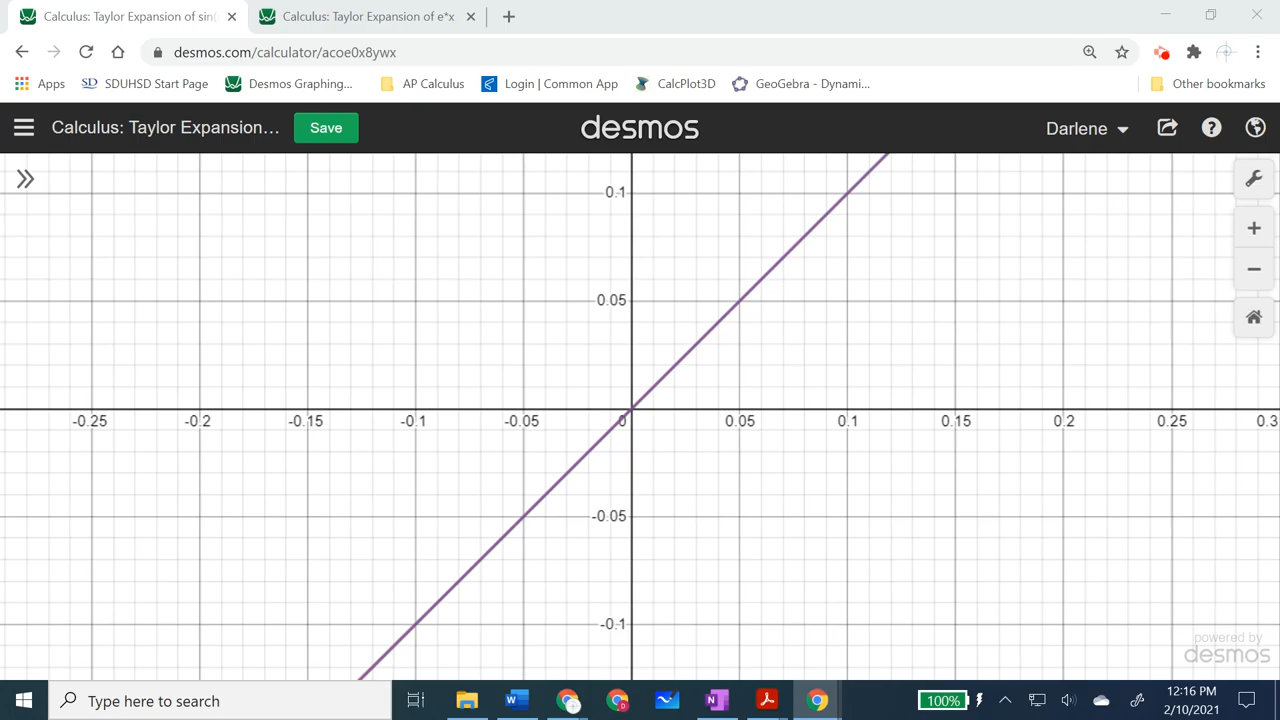 Calculus: Taylor Expansion of sin(
Calculus: Taylor Expansion of e*x
desmos.com/calculator/acoe0x8ywx
Apps SDUHSD Start Page Desmos Graphing... AP Calculus Login | Common App CalcPlot3D GeoGebra - Dynami... Other bookmarks
Calculus: Taylor Expansion... Save desmos Darlene
0.1
0.05
-0.25 -0.2 -0.15 -0.1 -0.05 0 0.05 0.1 0.15 0.2 0.25 0.3
-0.05
-0.1
powered by
desmos
Type here to search
100%
12:16 PM
2/10/2021